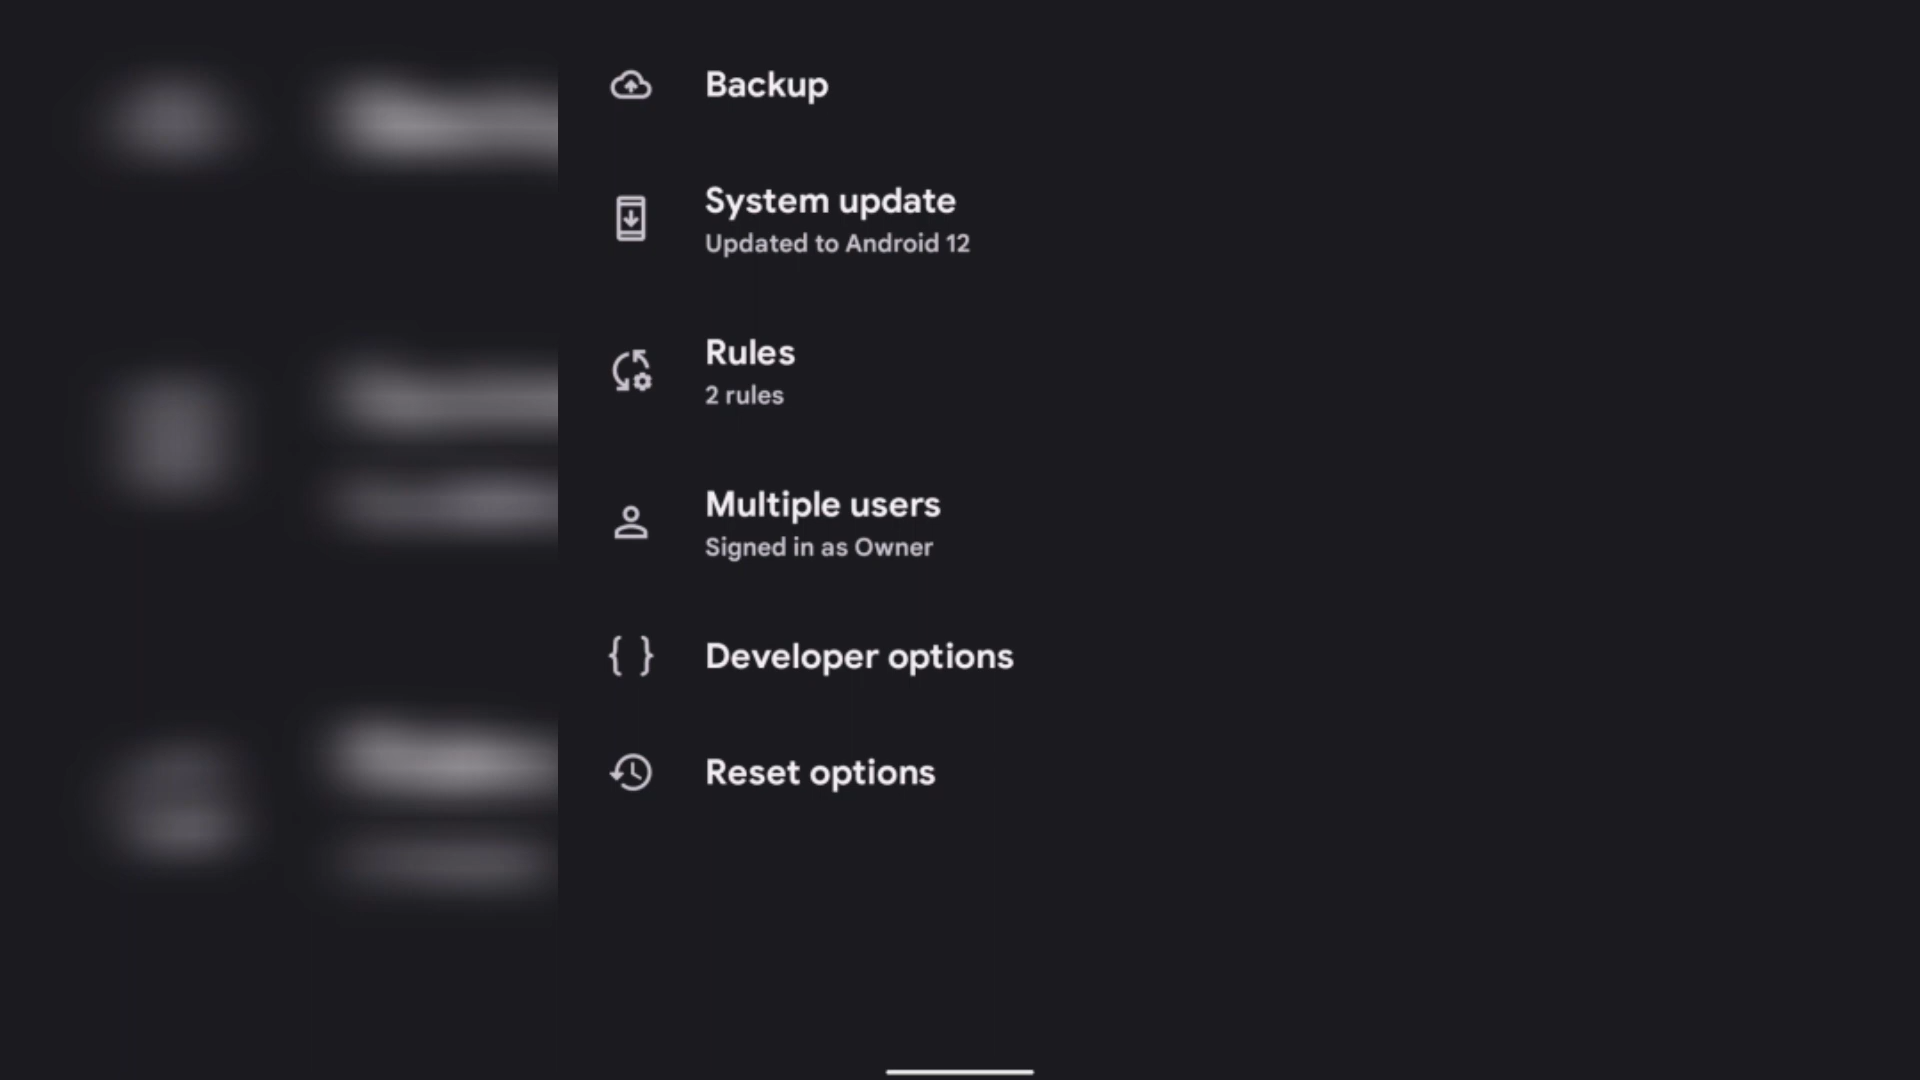 Backup
System update
Updated to Android 12
Rules
2 rules
Multiple users
Signed in as Owner
Developer options
Reset options